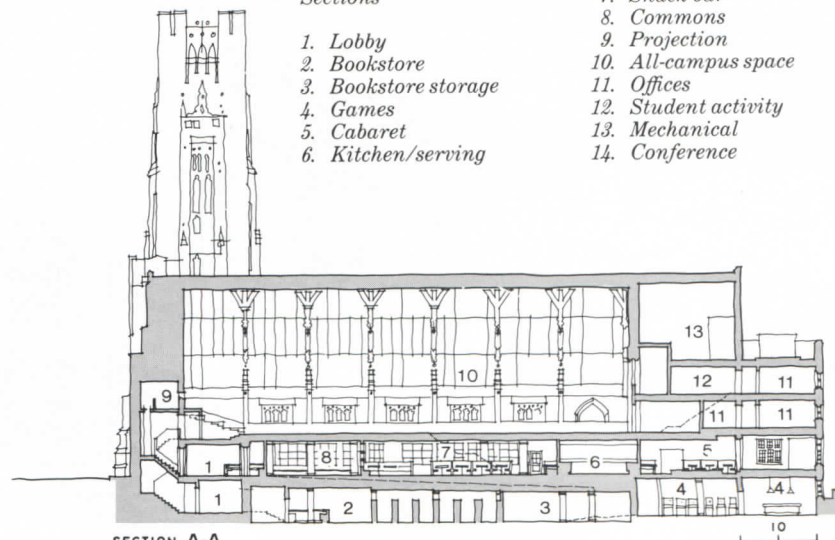 Sections
1. Lobby
2. Bookstore
3. Bookstore storage
4. Games
5. Cabaret
6. Kitchen/serving
8. Commons
9. Projection
10. All-campus space
11. Offices
12. Student activity
13. Mechanical
14. Conference
13
10
12
11
9
11
11
1
8
7
6
5
1
2
3
4
4
SECTION A-A
10